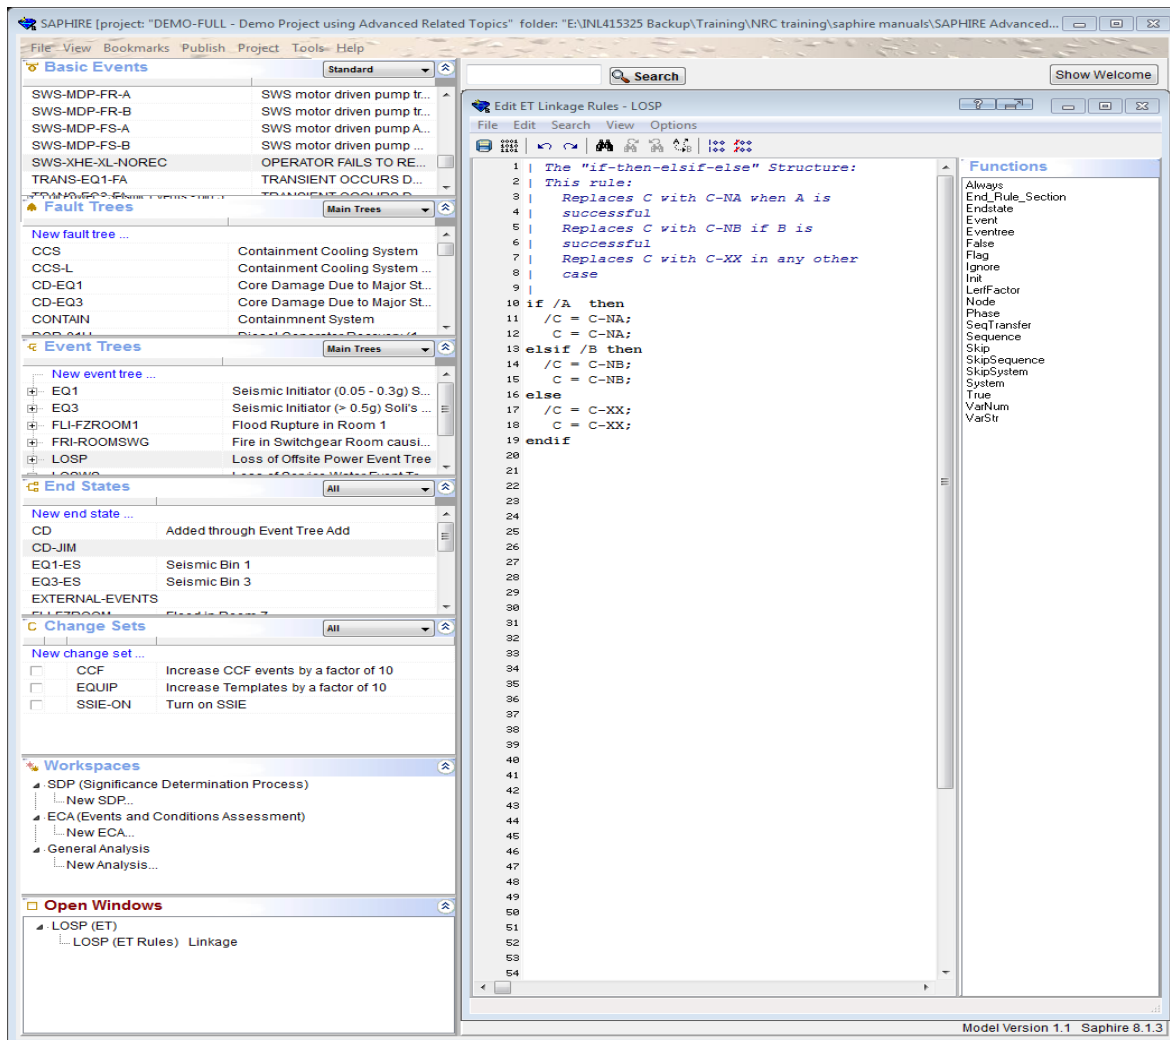 SAPHIRE [project: "DEMO-FULL - Demo Project using Advanced Related Topics" folder: "E:\INL415325 Backup\Training\NRC training\saphire manuals\SAPHIRE Advanced...
File View Bookmarks Publish Project Tools Help
Basic Events Standard
SWS-MDP-FR-A SWS motor driven pump tr...
SWS-MDP-FR-B SWS motor driven pump tr...
SWS-MDP-FS-A SWS motor driven pump A...
SWS-MDP-FS-B SWS motor driven pump ...
SWS-XHE-XL-NOREC OPERATOR FAILS TO RE...
TRANS-EQ1-FA TRANSIENT OCCURS D...
Fault Trees Main Trees
New fault tree ...
CCS Containment Cooling System
CCS-L Containment Cooling System ...
CD-EQ1 Core Damage Due to Major St...
CD-EQ3 Core Damage Due to Major St...
CONTAIN Containmnent System
Event Trees Main Trees
New event tree ...
EQ1 Seismic Initiator (0.05 - 0.3g) S...
EQ3 Seismic Initiator (> 0.5g) Soli's ...
FLI-FZROOM1 Flood Rupture in Room 1
FRI-ROOMSWG Fire in Switchgear Room causi...
LOSP Loss of Offsite Power Event Tree
End States All
New end state ...
CD Added through Event Tree Add
CD-JIM
EQ1-ES Seismic Bin 1
EQ3-ES Seismic Bin 3
EXTERNAL-EVENTS
Change Sets All
New change set ...
CCF Increase CCF events by a factor of 10
EQUIP Increase Templates by a factor of 10
SSIE-ON Turn on SSIE
Workspaces
SDP (Significance Determination Process)
New SDP...
ECA (Events and Conditions Assessment)
New ECA...
General Analysis
New Analysis...
Open Windows
LOSP (ET)
LOSP (ET Rules) Linkage
Search Show Welcome
Edit ET Linkage Rules - LOSP
File Edit Search View Options
1 | The "if-then-elsif-else" Structure:
2 | This rule:
3 | Replaces C with C-NA when A is
4 | successful
5 | Replaces C with C-NB if B is
6 | successful
7 | Replaces C with C-XX in any other
8 | case
9 |
10 if /A then
11 /C = C-NA;
12 C = C-NA;
13 elsif /B then
14 /C = C-NB;
15 C = C-NB;
16 else
17 /C = C-XX;
18 C = C-XX;
19 endif
20
21
22
23
24
25
26
27
28
29
30
31
32
33
34
35
36
37
38
39
40
41
42
43
44
45
46
47
48
49
50
51
52
53
54
Functions
Always
End_Rule_Section
Endstate
Event
Eventree
False
Flag
Ignore
Init
LerfFactor
Node
Phase
SeqTransfer
Sequence
Skip
SkipSequence
SkipSystem
System
True
VarNum
VarStr
Model Version 1.1 Saphire 8.1.3